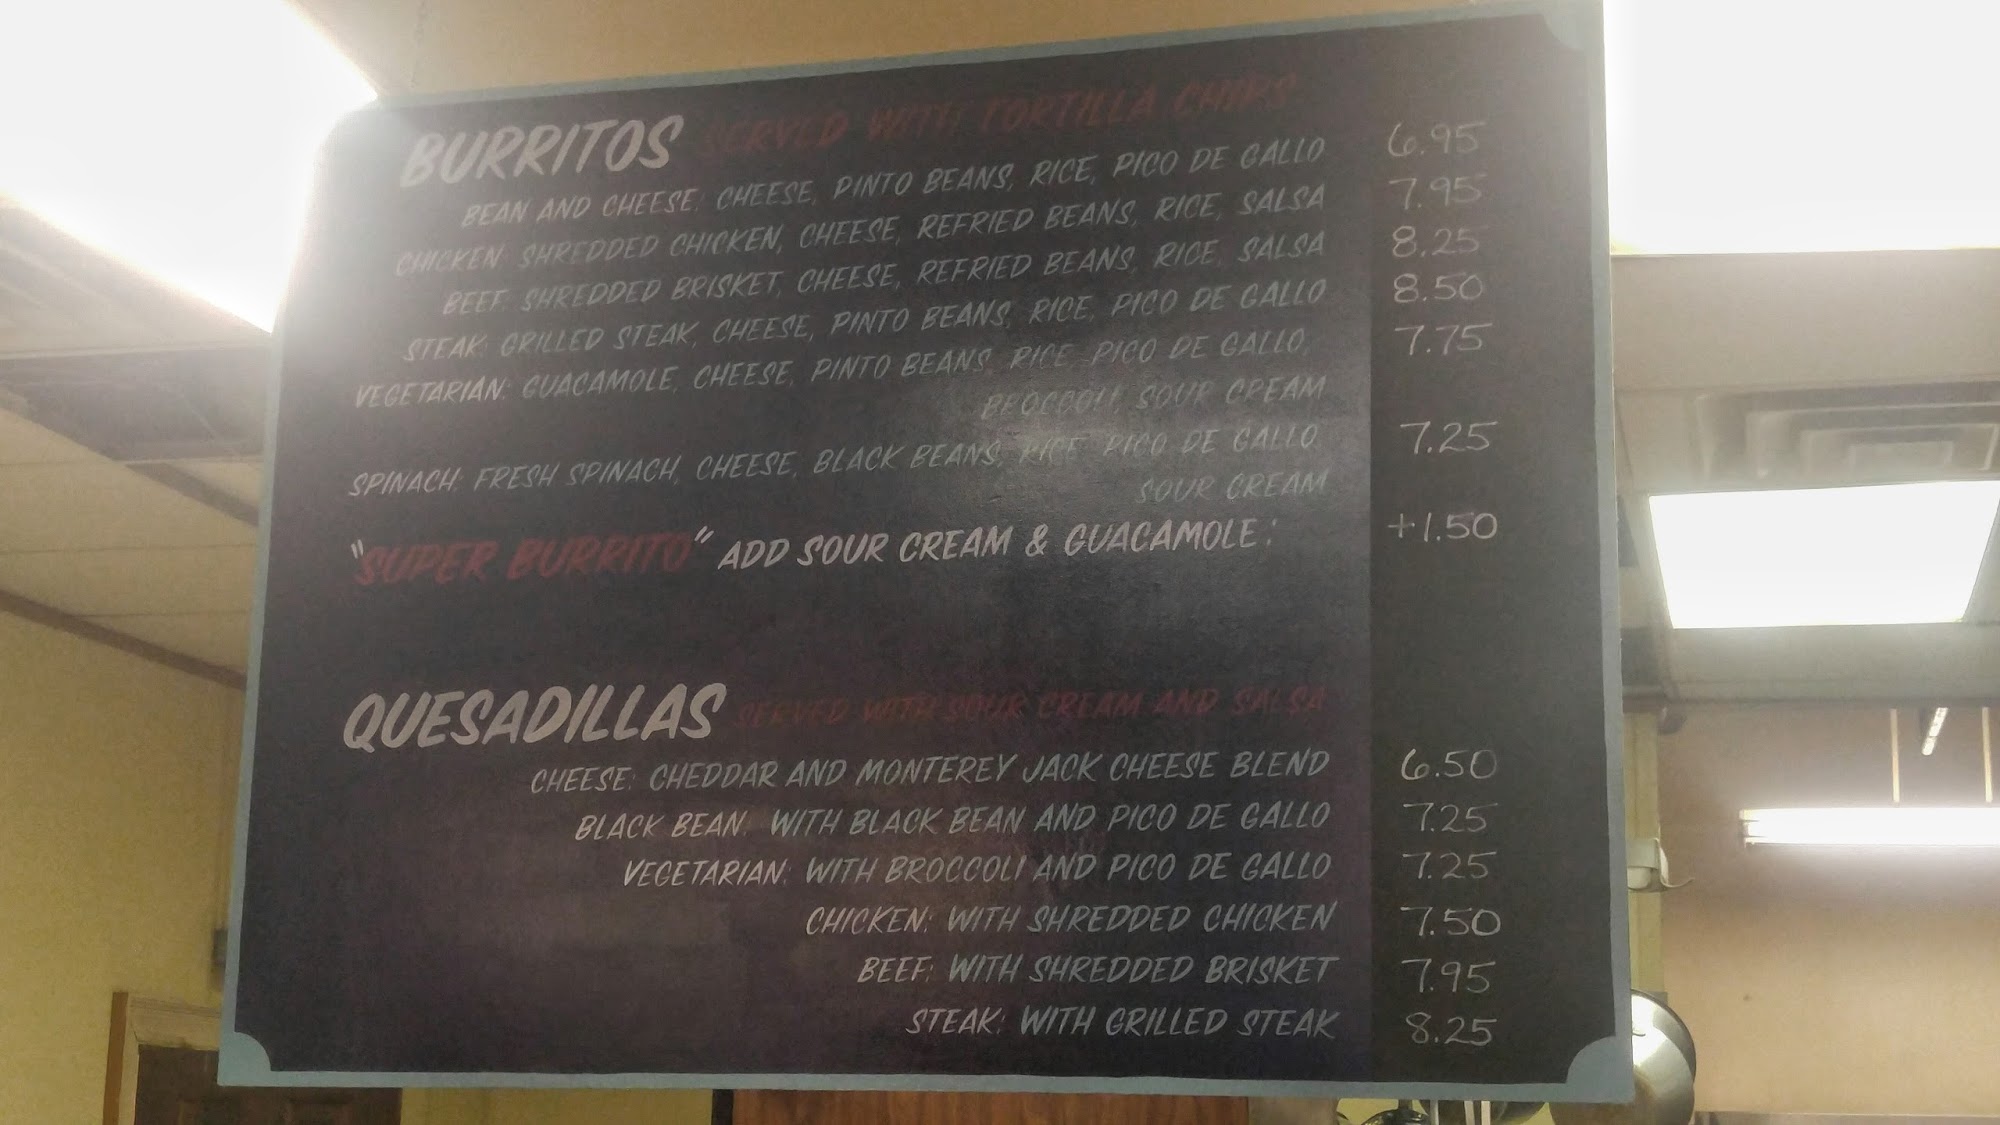 BURRITOS SERVED WITH TORTILLA CHIPS
BEAN AND CHEESE: CHEESE, PINTO BEANS, RICE, PICO DE GALLO 6.95
CHICKEN: SHREDDED CHICKEN, CHEESE, REFRIED BEANS, RICE, SALSA 7.95
BEEF: SHREDDED BRISKET, CHEESE, REFRIED BEANS, RICE, SALSA 8.25
STEAK: GRILLED STEAK, CHEESE, PINTO BEANS, RICE, PICO DE GALLO 8.50
VEGETARIAN: GUACAMOLE, CHEESE, PINTO BEANS, RICE, PICO DE GALLO, 7.75
BROCCOLI, SOUR CREAM
SPINACH: FRESH SPINACH, CHEESE, BLACK BEANS, RICE, PICO DE GALLO, 7.25
SOUR CREAM
"SUPER BURRITO" ADD SOUR CREAM & GUACAMOLE: +1.50
QUESADILLAS SERVED WITH SOUR CREAM AND SALSA
CHEESE: CHEDDAR AND MONTEREY JACK CHEESE BLEND 6.50
BLACK BEAN: WITH BLACK BEAN AND PICO DE GALLO 7.25
VEGETARIAN: WITH BROCCOLI AND PICO DE GALLO 7.25
CHICKEN: WITH SHREDDED CHICKEN 7.50
BEEF: WITH SHREDDED BRISKET 7.95
STEAK: WITH GRILLED STEAK 8.25